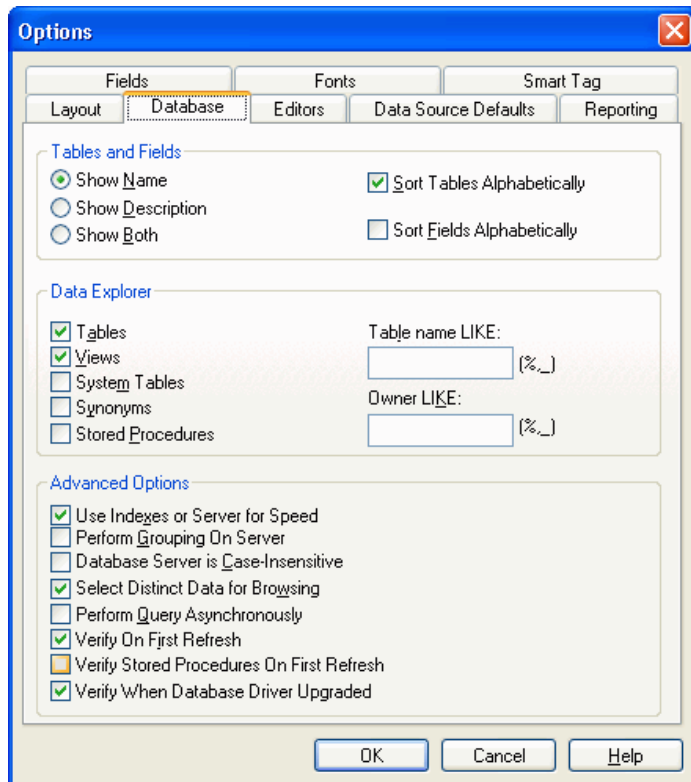 Options
Fields Fonts Smart Tag
Layout Database Editors Data Source Defaults Reporting
Tables and Fields
Show Name
Show Description
Show Both
Sort Tables Alphabetically
Sort Fields Alphabetically
Data Explorer
Tables
Views
System Tables
Synonyms
Stored Procedures
Table name LIKE:
(%,_)
Owner LIKE:
(%,_)
Advanced Options
Use Indexes or Server for Speed
Perform Grouping On Server
Database Server is Case-Insensitive
Select Distinct Data for Browsing
Perform Query Asynchronously
Verify On First Refresh
Verify Stored Procedures On First Refresh
Verify When Database Driver Upgraded
OK Cancel Help